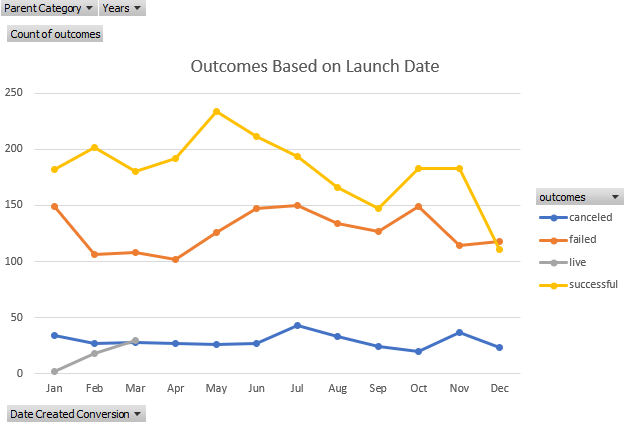 Parent Category Years
Count of outcomes
Outcomes Based on Launch Date
250
200
150
100
50
0
Jan Feb Mar Apr May Jun Jul Aug Sep Oct Nov Dec
outcomes
canceled
failed
live
successful
Date Created Conversion